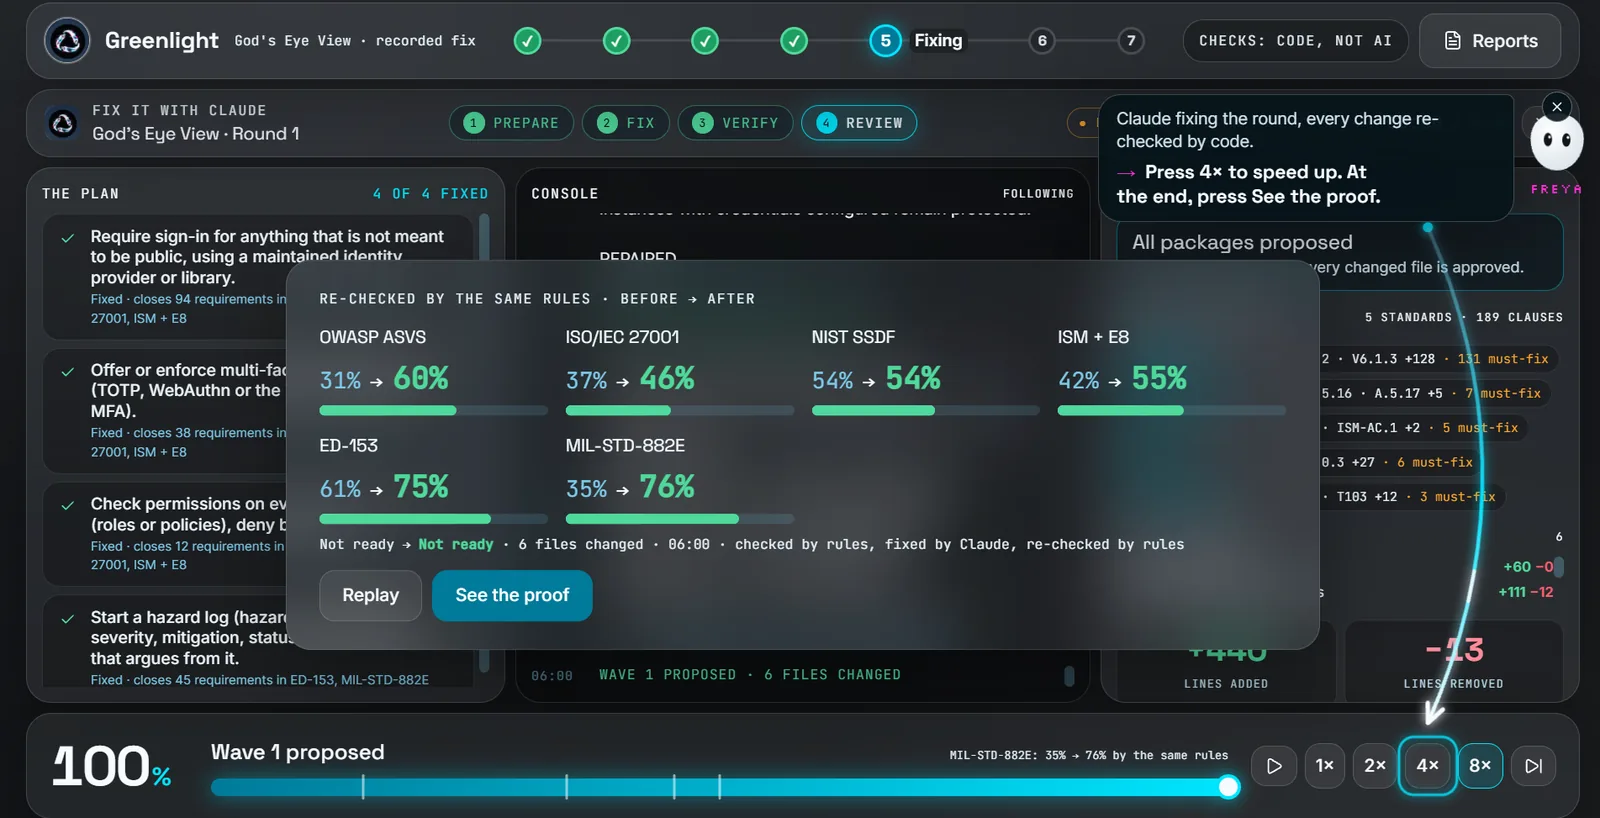 Greenlight
God's Eye View · recorded fix
5 Fixing
6
7
CHECKS: CODE, NOT AI
Reports
FIX IT WITH CLAUDE
God's Eye View · Round 1
1 PREPARE
2 FIX
3 VERIFY
4 REVIEW
Claude fixing the round, every change re-
checked by code.
→ Press 4× to speed up. At
the end, press See the proof.
FREYA
THE PLAN
4 OF 4 FIXED
Require sign-in for anything that is not meant
to be public, using a maintained identity
provider or library.
Fixed · closes 94 requirements in
27001, ISM + E8
Offer or enforce multi-fac
(TOTP, WebAuthn or the
MFA).
Fixed · closes 38 requirements in
27001, ISM + E8
Check permissions on ev
(roles or policies), deny b
Fixed · closes 12 requirements in
27001, ISM + E8
Start a hazard log (hazar
severity, mitigation, status
that argues from it.
Fixed · closes 45 requirements in ED-153, MIL-STD-882E
CONSOLE
FOLLOWING
instances with credentials configured remain protected.
REPAIRED
RE-CHECKED BY THE SAME RULES · BEFORE → AFTER
OWASP ASVS
31% → 60%
ISO/IEC 27001
37% → 46%
NIST SSDF
54% → 54%
ISM + E8
42% → 55%
ED-153
61% → 75%
MIL-STD-882E
35% → 76%
Not ready → Not ready · 6 files changed · 06:00 · checked by rules, fixed by Claude, re-checked by rules
Replay
See the proof
06:00 WAVE 1 PROPOSED · 6 FILES CHANGED
All packages proposed
very changed file is approved.
5 STANDARDS · 189 CLAUSES
2 · V6.1.3 +128 · 131 must-fix
5.16 · A.5.17 +5 · 7 must-fix
· ISM-AC.1 +2 · 5 must-fix
0.3 +27 · 6 must-fix
· T103 +12 · 3 must-fix
6
+60 −0
s +111 −12
+446
LINES ADDED
−13
LINES REMOVED
100%
Wave 1 proposed
MIL-STD-882E: 35% → 76% by the same rules
1×
2×
4×
8×